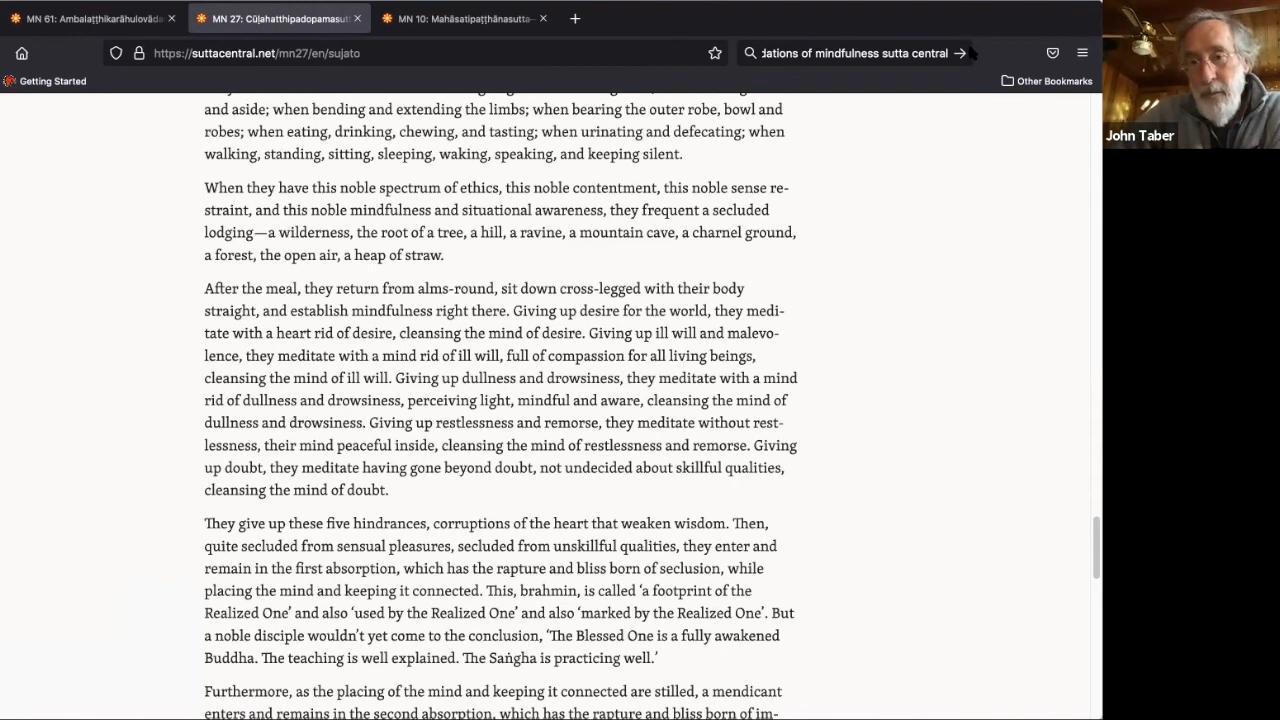 MN 61: Ambalaṭṭhikarāhulovāda
MN 27: Cūḷahatthipadopamasutt
MN 10: Mahāsatipaṭṭhānasutta—
https://suttacentral.net/mn27/en/sujato
dations of mindfulness sutta central
Getting Started
Other Bookmarks
John Taber
and aside; when bending and extending the limbs; when bearing the outer robe, bowl and
robes; when eating, drinking, chewing, and tasting; when urinating and defecating; when
walking, standing, sitting, sleeping, waking, speaking, and keeping silent.
When they have this noble spectrum of ethics, this noble contentment, this noble sense re-
straint, and this noble mindfulness and situational awareness, they frequent a secluded
lodging—a wilderness, the root of a tree, a hill, a ravine, a mountain cave, a charnel ground,
a forest, the open air, a heap of straw.
After the meal, they return from alms-round, sit down cross-legged with their body
straight, and establish mindfulness right there. Giving up desire for the world, they medi-
tate with a heart rid of desire, cleansing the mind of desire. Giving up ill will and malevo-
lence, they meditate with a mind rid of ill will, full of compassion for all living beings,
cleansing the mind of ill will. Giving up dullness and drowsiness, they meditate with a mind
rid of dullness and drowsiness, perceiving light, mindful and aware, cleansing the mind of
dullness and drowsiness. Giving up restlessness and remorse, they meditate without rest-
lessness, their mind peaceful inside, cleansing the mind of restlessness and remorse. Giving
up doubt, they meditate having gone beyond doubt, not undecided about skillful qualities,
cleansing the mind of doubt.
They give up these five hindrances, corruptions of the heart that weaken wisdom. Then,
quite secluded from sensual pleasures, secluded from unskillful qualities, they enter and
remain in the first absorption, which has the rapture and bliss born of seclusion, while
placing the mind and keeping it connected. This, brahmin, is called ‘a footprint of the
Realized One’ and also ‘used by the Realized One’ and also ‘marked by the Realized One’. But
a noble disciple wouldn’t yet come to the conclusion, ‘The Blessed One is a fully awakened
Buddha. The teaching is well explained. The Saṅgha is practicing well.’
Furthermore, as the placing of the mind and keeping it connected are stilled, a mendicant
enters and remains in the second absorption, which has the rapture and bliss born of im-